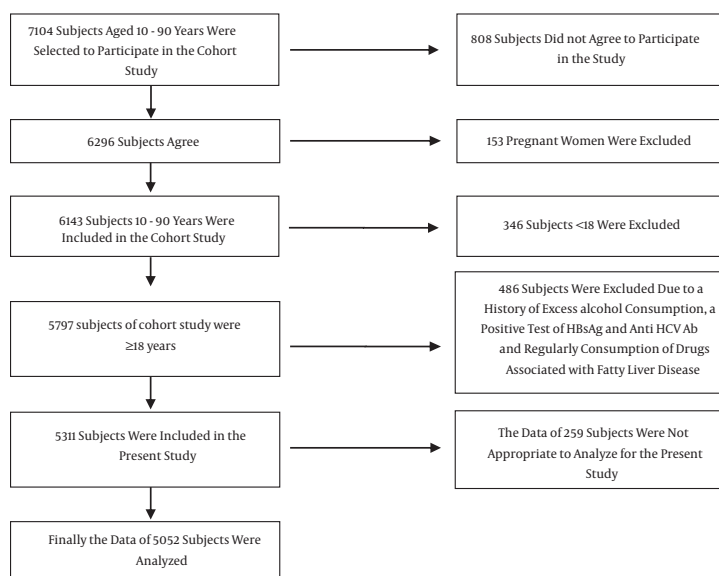 7104 Subjects Aged 10 - 90 Years Were
Selected to Participate in the Cohort
Study
808 Subjects Did not Agree to Participate
in the Study
6296 Subjects Agree
153 Pregnant Women Were Excluded
6143 Subjects 10 - 90 Years Were
Included in the Cohort Study
346 Subjects <18 Were Excluded
5797 subjects of cohort study were
≥18 years
486 Subjects Were Excluded Due to a
History of Excess alcohol Consumption, a
Positive Test of HBsAg and Anti HCV Ab
and Regularly Consumption of Drugs
Associated with Fatty Liver Disease
5311 Subjects Were Included in the
Present Study
The Data of 259 Subjects Were Not
Appropriate to Analyze for the Present
Study
Finally the Data of 5052 Subjects Were
Analyzed